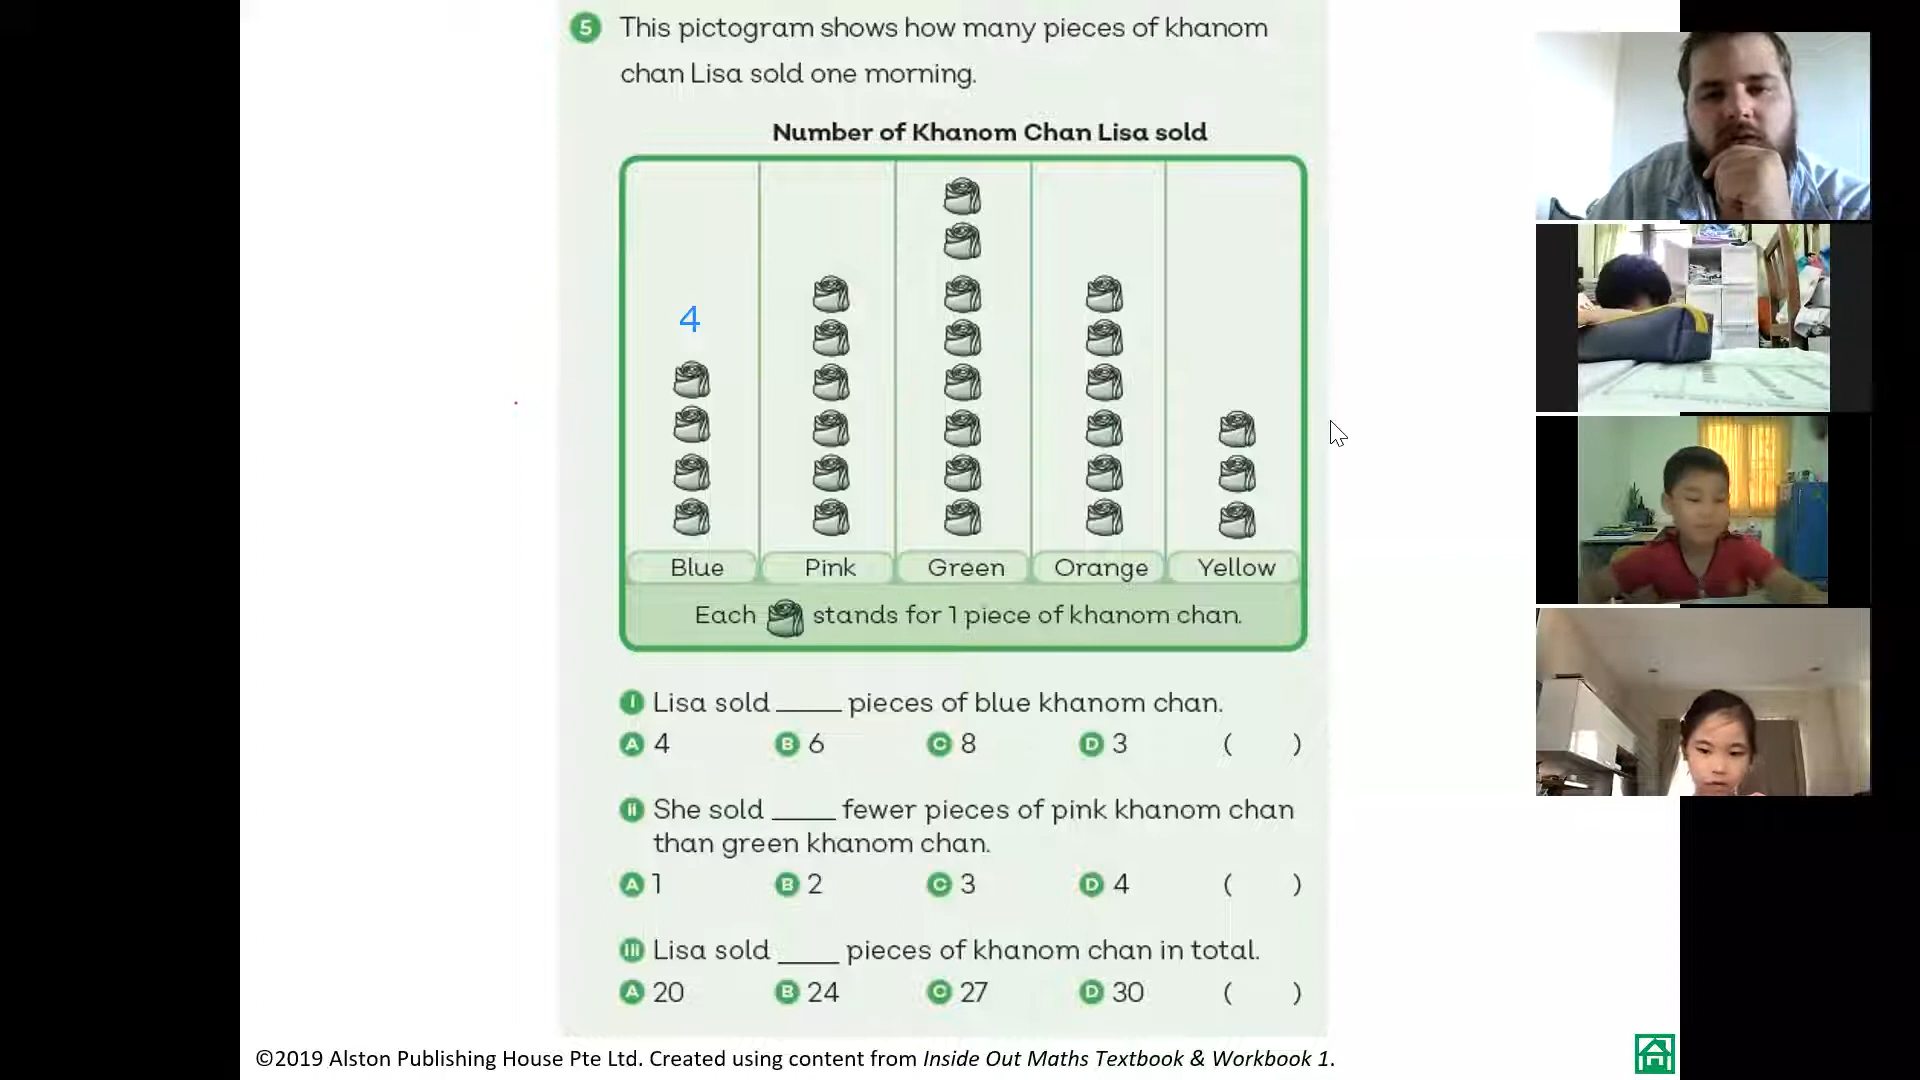 5 This pictogram shows how many pieces of khanom
chan Lisa sold one morning.
Number of Khanom Chan Lisa sold
4
Blue Pink Green Orange Yellow
Each stands for 1 piece of khanom chan.
i Lisa sold _____ pieces of blue khanom chan.
A 4 B 6 C 8 D 3 ( )
ii She sold _____ fewer pieces of pink khanom chan
than green khanom chan.
A 1 B 2 C 3 D 4 ( )
iii Lisa sold _____ pieces of khanom chan in total.
A 20 B 24 C 27 D 30 ( )
©2019 Alston Publishing House Pte Ltd. Created using content from Inside Out Maths Textbook & Workbook 1.